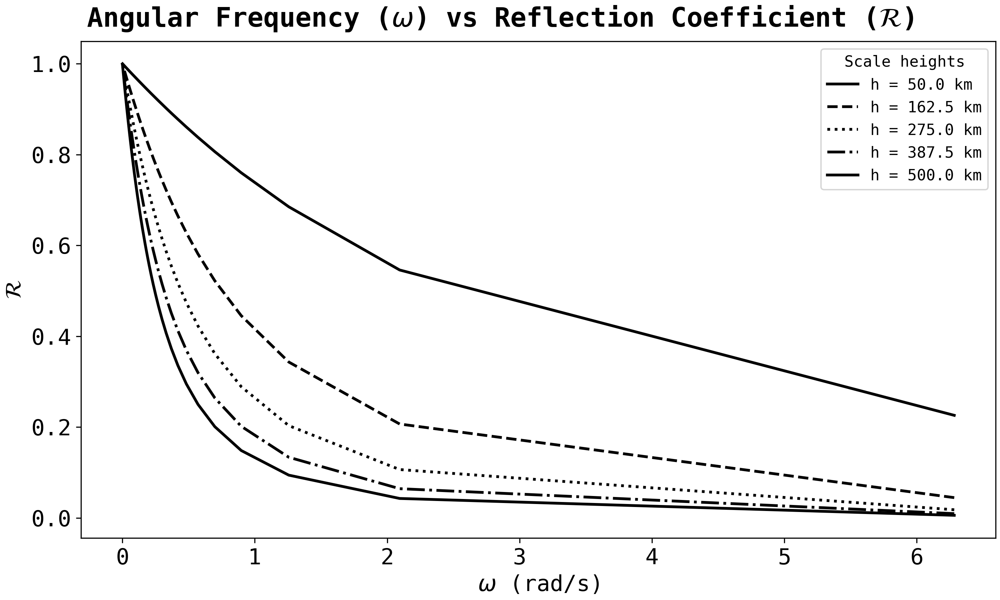 Angular Frequency (ω) vs Reflection Coefficient (ℛ)
Scale heights
h = 50.0 km
h = 162.5 km
h = 275.0 km
h = 387.5 km
h = 500.0 km
1.0
0.8
0.6
0.4
0.2
0.0
ℛ
0 1 2 3 4 5 6
ω (rad/s)